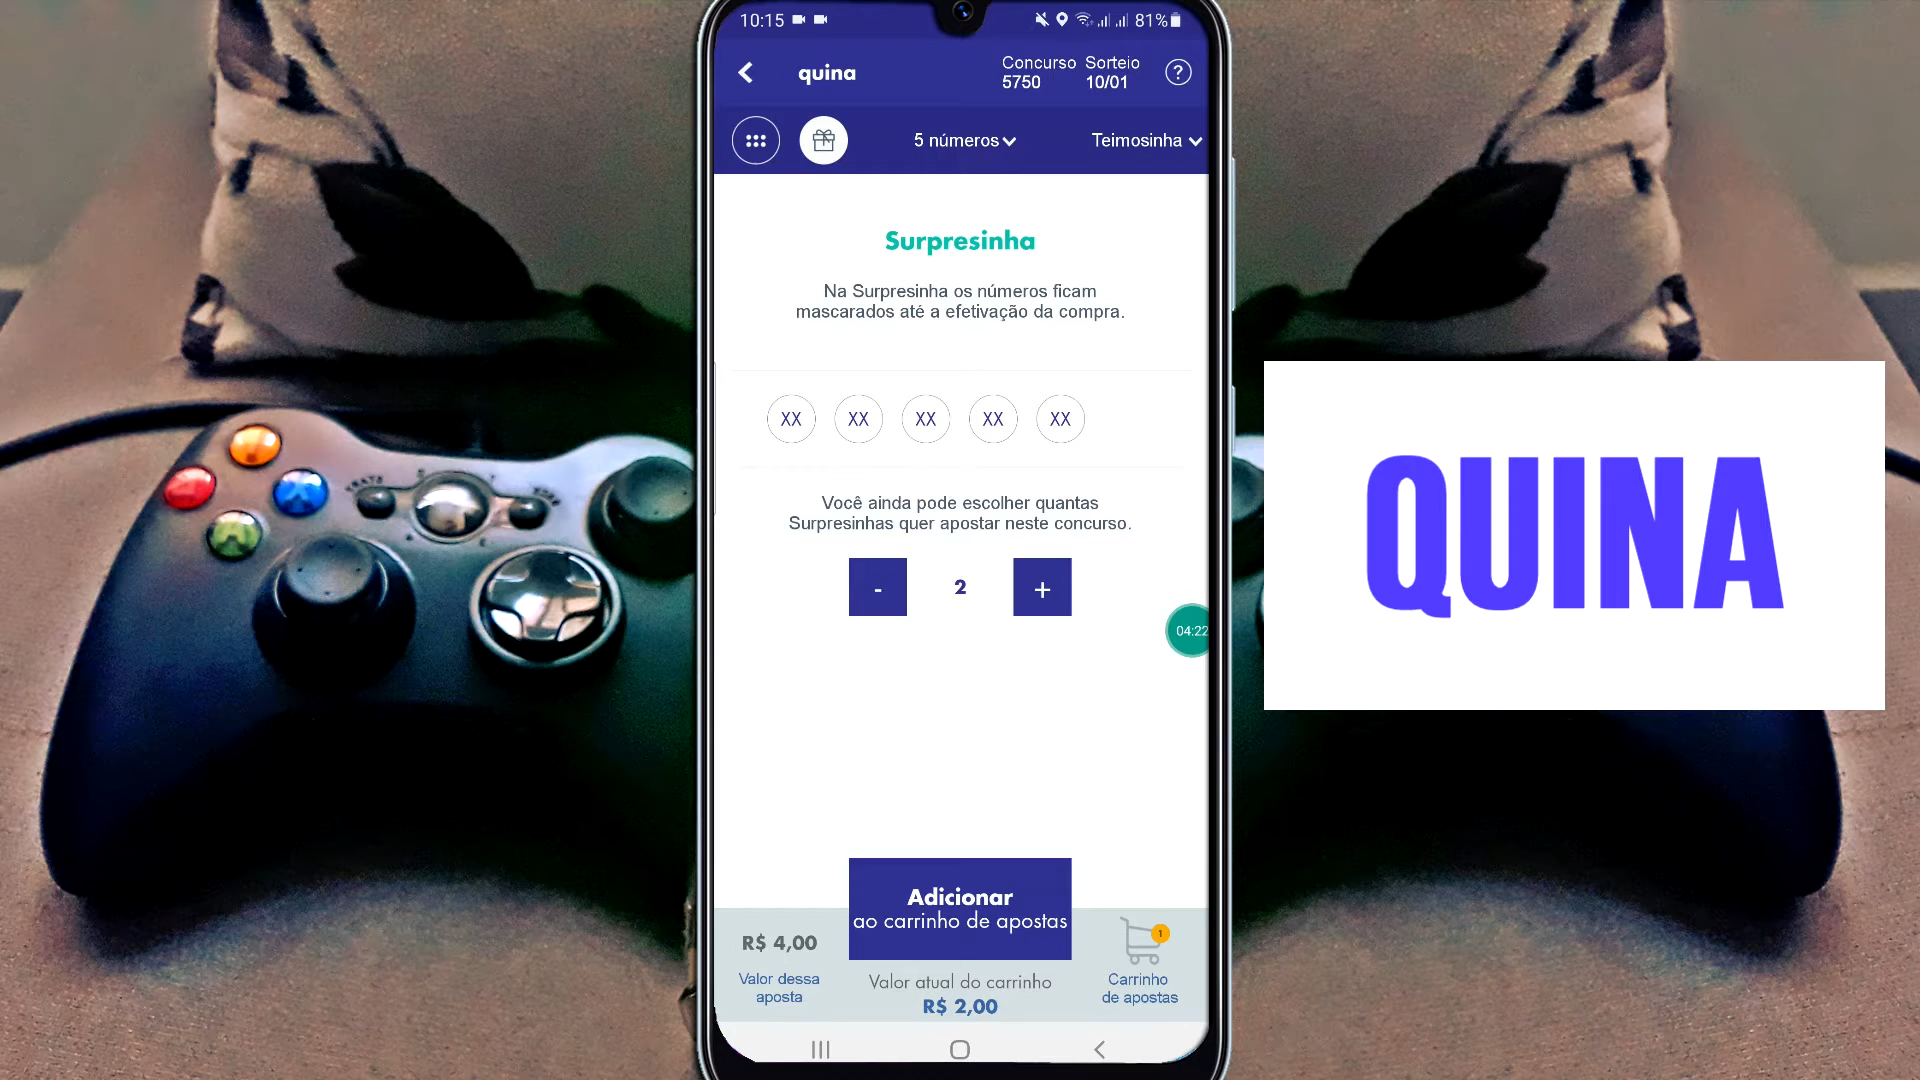 10:15
81%
quina
Concurso
5750
Sorteio
10/01
?
5 números
Teimosinha
Surpresinha
Na Surpresinha os números ficam
mascarados até a efetivação da compra.
XX XX XX XX XX
Você ainda pode escolher quantas
Surpresinhas quer apostar neste concurso.
- 2 +
04:22
QUINA
Adicionar
ao carrinho de apostas
R$ 4,00
Valor dessa
aposta
Valor atual do carrinho
R$ 2,00
1
Carrinho
de apostas